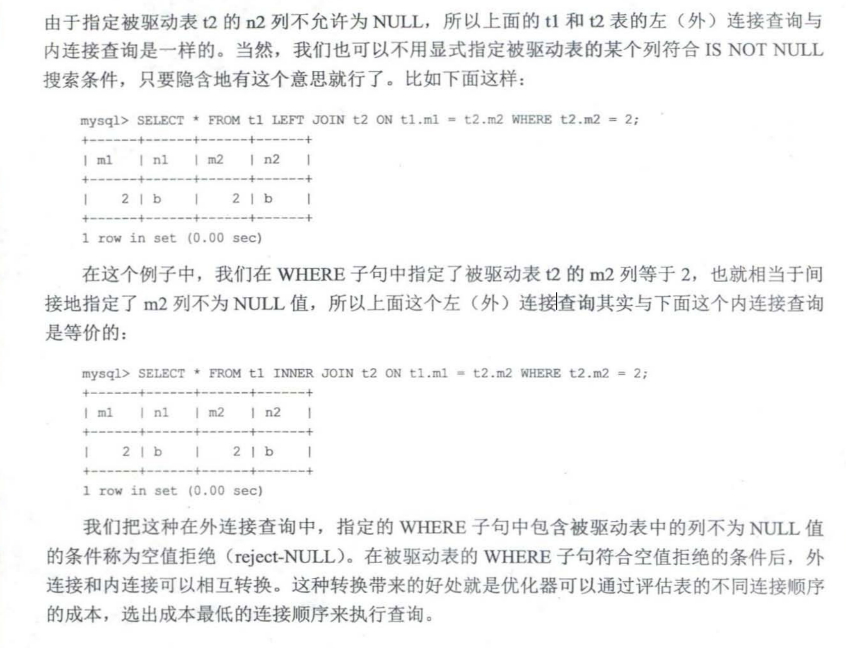 由于指定被驱动表 t2 的 n2 列不允许为 NULL，所以上面的 t1 和 t2 表的左（外）连接查询与
内连接查询是一样的。当然，我们也可以不用显式指定被驱动表的某个列符合 IS NOT NULL
搜索条件，只要隐含地有这个意思就行了。比如下面这样：
mysql> SELECT * FROM t1 LEFT JOIN t2 ON t1.m1 = t2.m2 WHERE t2.m2 = 2;
+------+------+------+------+
| m1 | n1 | m2 | n2 |
+------+------+------+------+
| 2 | b | 2 | b |
+------+------+------+------+
1 row in set (0.00 sec)
在这个例子中，我们在 WHERE 子句中指定了被驱动表 t2 的 m2 列等于 2，也就相当于间
接地指定了 m2 列不为 NULL 值，所以上面这个左（外）连接查询其实与下面这个内连接查询
是等价的：
mysql> SELECT * FROM t1 INNER JOIN t2 ON t1.m1 = t2.m2 WHERE t2.m2 = 2;
+------+------+------+------+
| m1 | n1 | m2 | n2 |
+------+------+------+------+
| 2 | b | 2 | b |
+------+------+------+------+
1 row in set (0.00 sec)
我们把这种在外连接查询中，指定的 WHERE 子句中包含被驱动表中的列不为 NULL 值
的条件称为空值拒绝（reject-NULL）。在被驱动表的 WHERE 子句符合空值拒绝的条件后，外
连接和内连接可以相互转换。这种转换带来的好处就是优化器可以通过评估表的不同连接顺序
的成本，选出成本最低的连接顺序来执行查询。